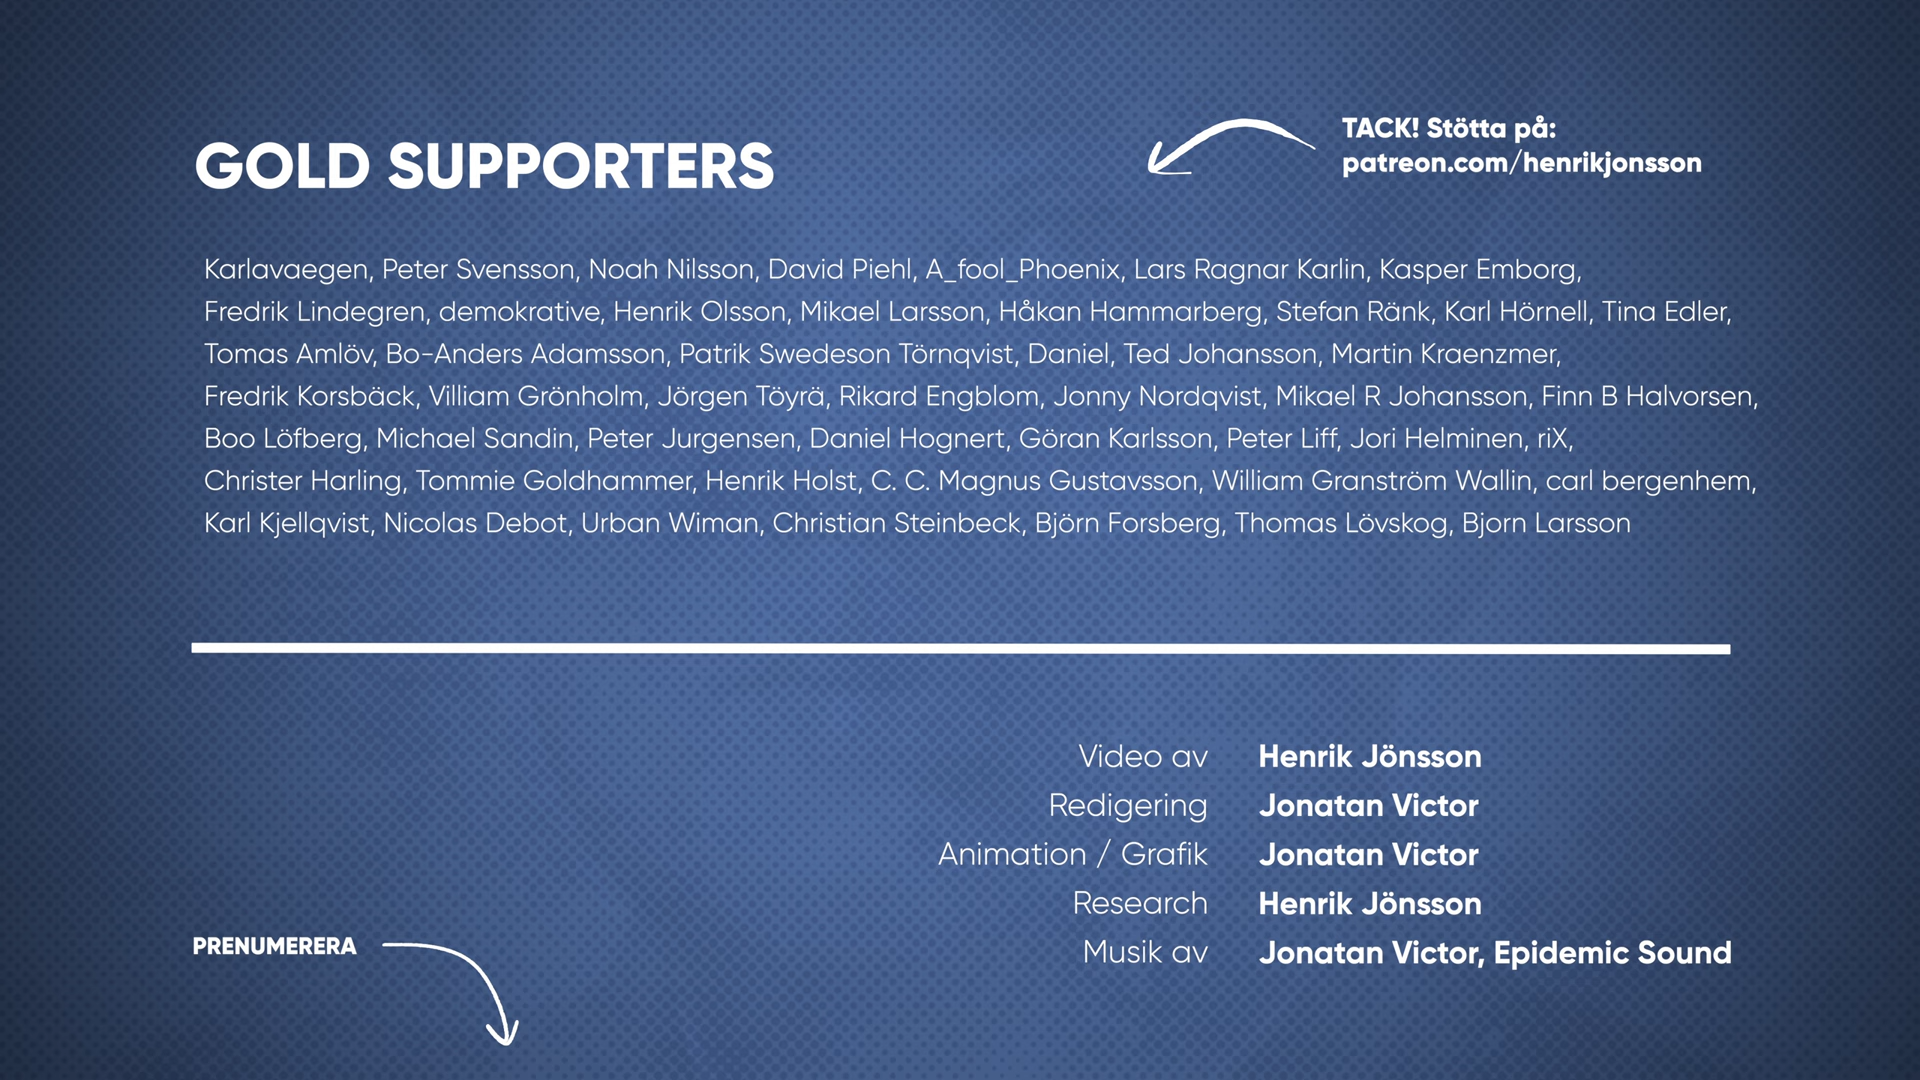 GOLD SUPPORTERS
TACK! Stötta på:
patreon.com/henrikjonsson
Karlavaegen, Peter Svensson, Noah Nilsson, David Piehl, A_fool_Phoenix, Lars Ragnar Karlin, Kasper Emborg,
Fredrik Lindegren, demokrative, Henrik Olsson, Mikael Larsson, Håkan Hammarberg, Stefan Ränk, Karl Hörnell, Tina Edler,
Tomas Amlöv, Bo-Anders Adamsson, Patrik Swedeson Törnqvist, Daniel, Ted Johansson, Martin Kraenzmer,
Fredrik Korsbäck, Villiam Grönholm, Jörgen Töyrä, Rikard Engblom, Jonny Nordqvist, Mikael R Johansson, Finn B Halvorsen,
Boo Löfberg, Michael Sandin, Peter Jurgensen, Daniel Hognert, Göran Karlsson, Peter Liff, Jori Helminen, riX,
Christer Harling, Tommie Goldhammer, Henrik Holst, C. C. Magnus Gustavsson, William Granström Wallin, carl bergenhem,
Karl Kjellqvist, Nicolas Debot, Urban Wiman, Christian Steinbeck, Björn Forsberg, Thomas Lövskog, Bjorn Larsson
Video av Henrik Jönsson
Redigering Jonatan Victor
Animation / Grafik Jonatan Victor
Research Henrik Jönsson
Musik av Jonatan Victor, Epidemic Sound
PRENUMERERA